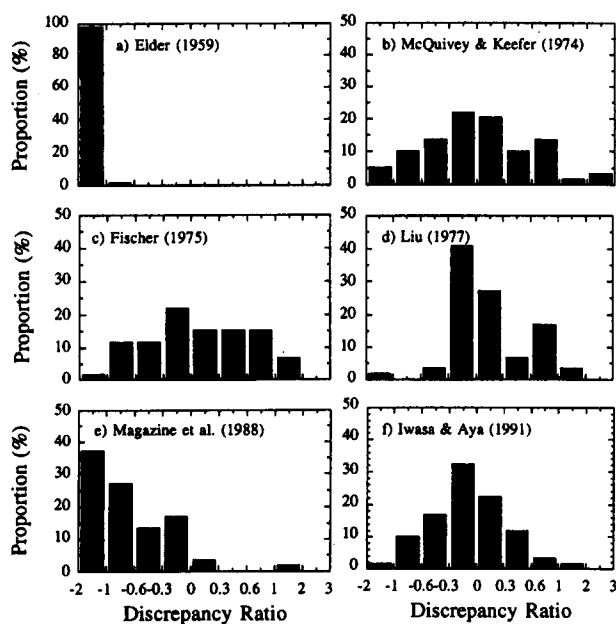 Proportion (%)
100
80
60
40
20
0
a) Elder (1959)
50
40
30
20
10
0
b) McQuivey & Keefer (1974)
Proportion (%)
50
40
30
20
10
0
c) Fischer (1975)
50
40
30
20
10
0
d) Liu (1977)
Proportion (%)
50
40
30
20
10
0
e) Magazine et al. (1988)
-2 -1 -0.6 -0.3 0 0.3 0.6 1 2 3
Discrepancy Ratio
50
40
30
20
10
0
f) Iwasa & Aya (1991)
-2 -1 -0.6 -0.3 0 0.3 0.6 1 2 3
Discrepancy Ratio